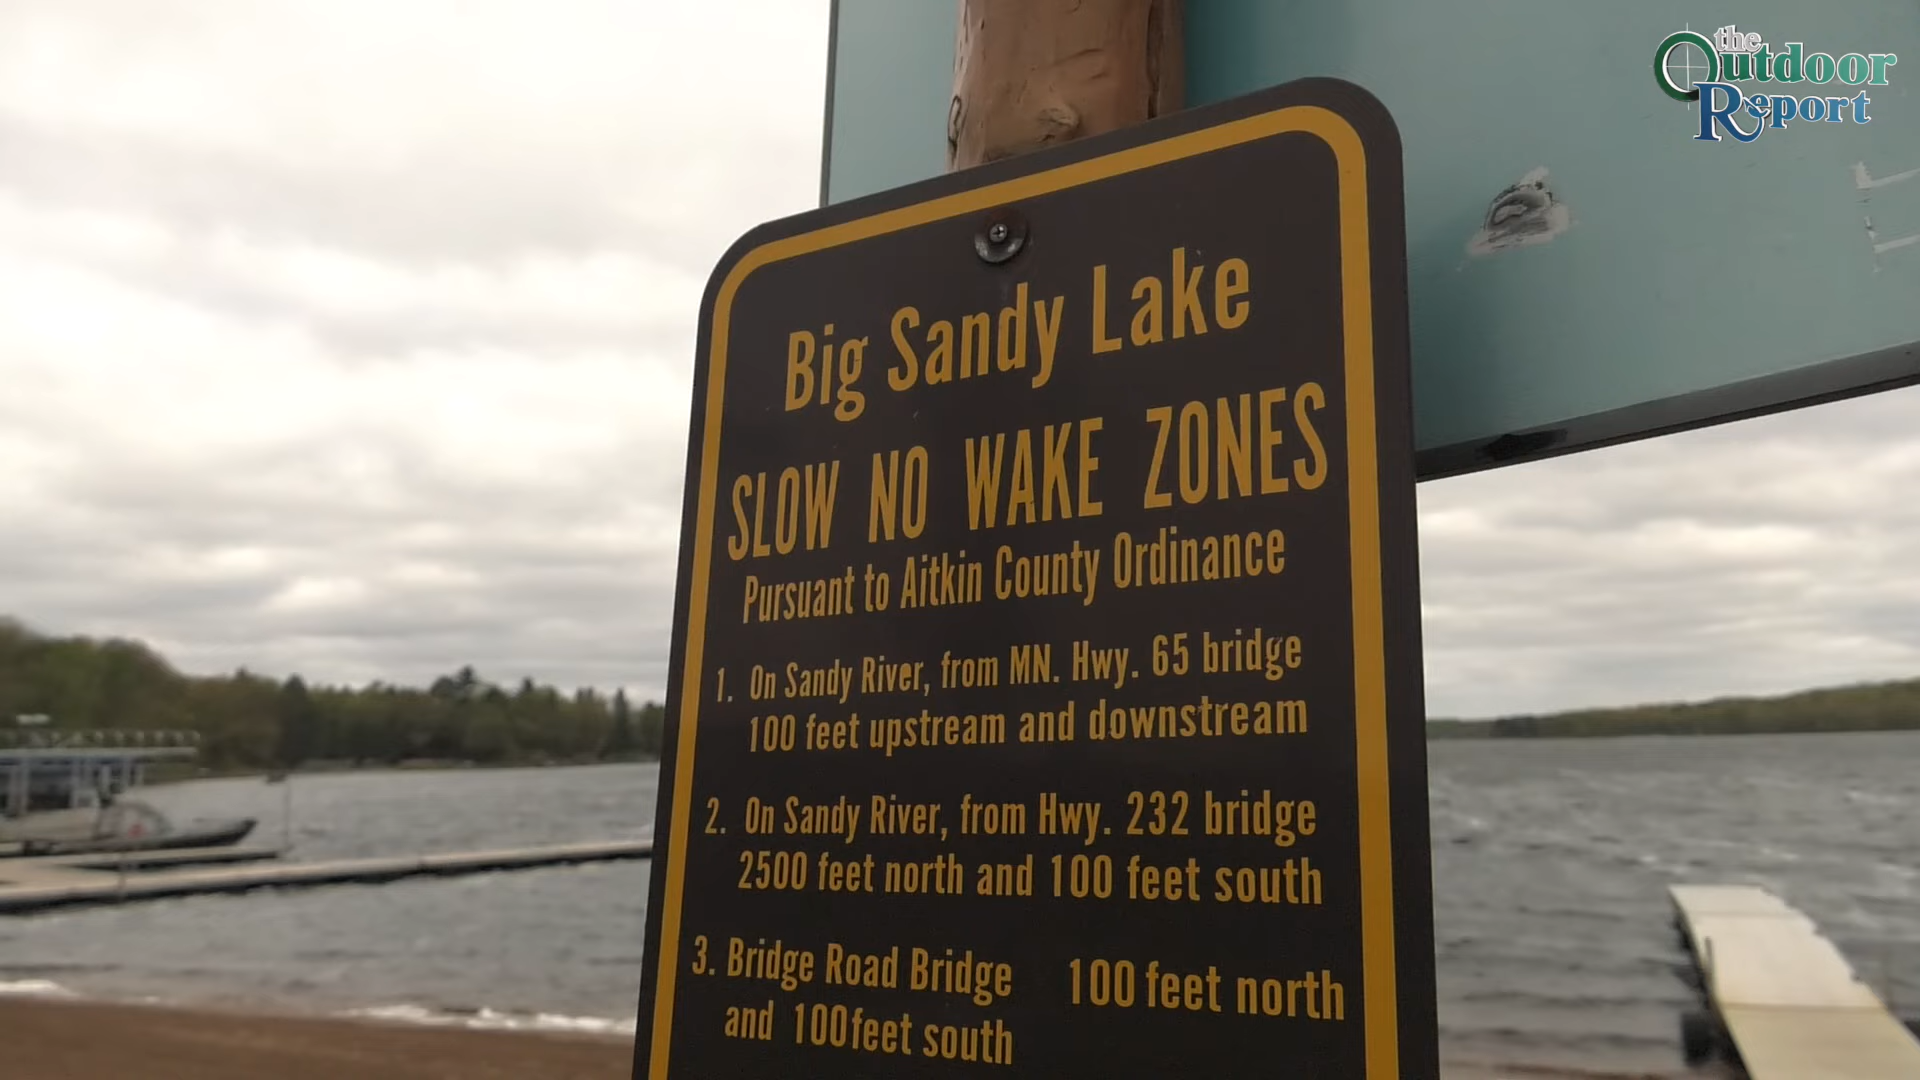 the
Outdoor
Report
Big Sandy Lake
SLOW NO WAKE ZONES
Pursuant to Aitkin County Ordinance
1. On Sandy River, from MN. Hwy. 65 bridge
100 feet upstream and downstream
2. On Sandy River, from Hwy. 232 bridge
2500 feet north and 100 feet south
3. Bridge Road Bridge 100 feet north
and 100feet south